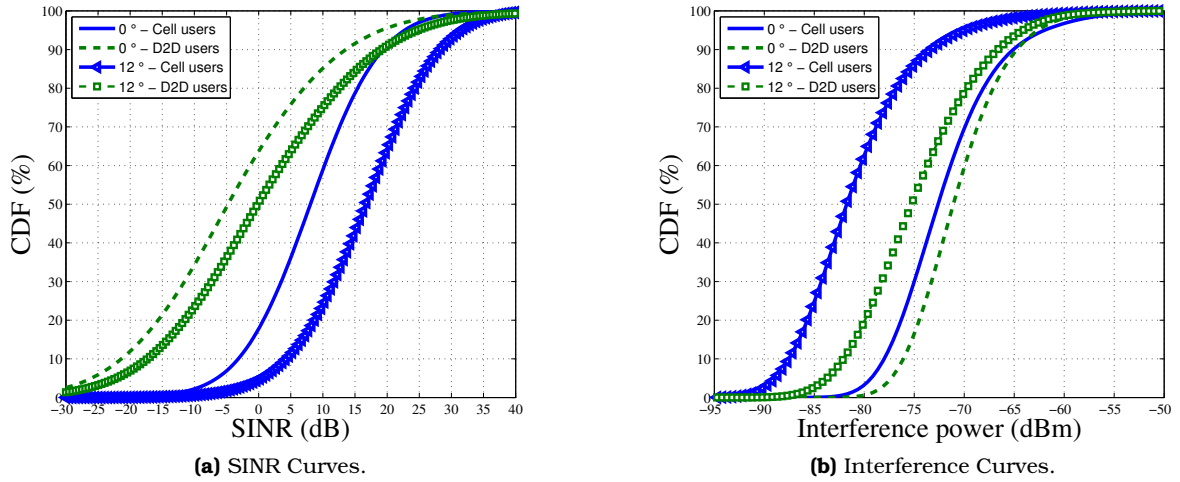 100
90
80
70
60
50
40
30
20
10
0
CDF (%)
0 ° – Cell users
0 ° – D2D users
12 ° – Cell users
12 ° – D2D users
−30 −25 −20 −15 −10 −5 0 5 10 15 20 25 30 35 40
SINR (dB)
(a) SINR Curves.
100
90
80
70
60
50
40
30
20
10
0
CDF (%)
0 ° – Cell users
0 ° – D2D users
12 ° – Cell users
12 ° – D2D users
−95 −90 −85 −80 −75 −70 −65 −60 −55 −50
Interference power (dBm)
(b) Interference Curves.